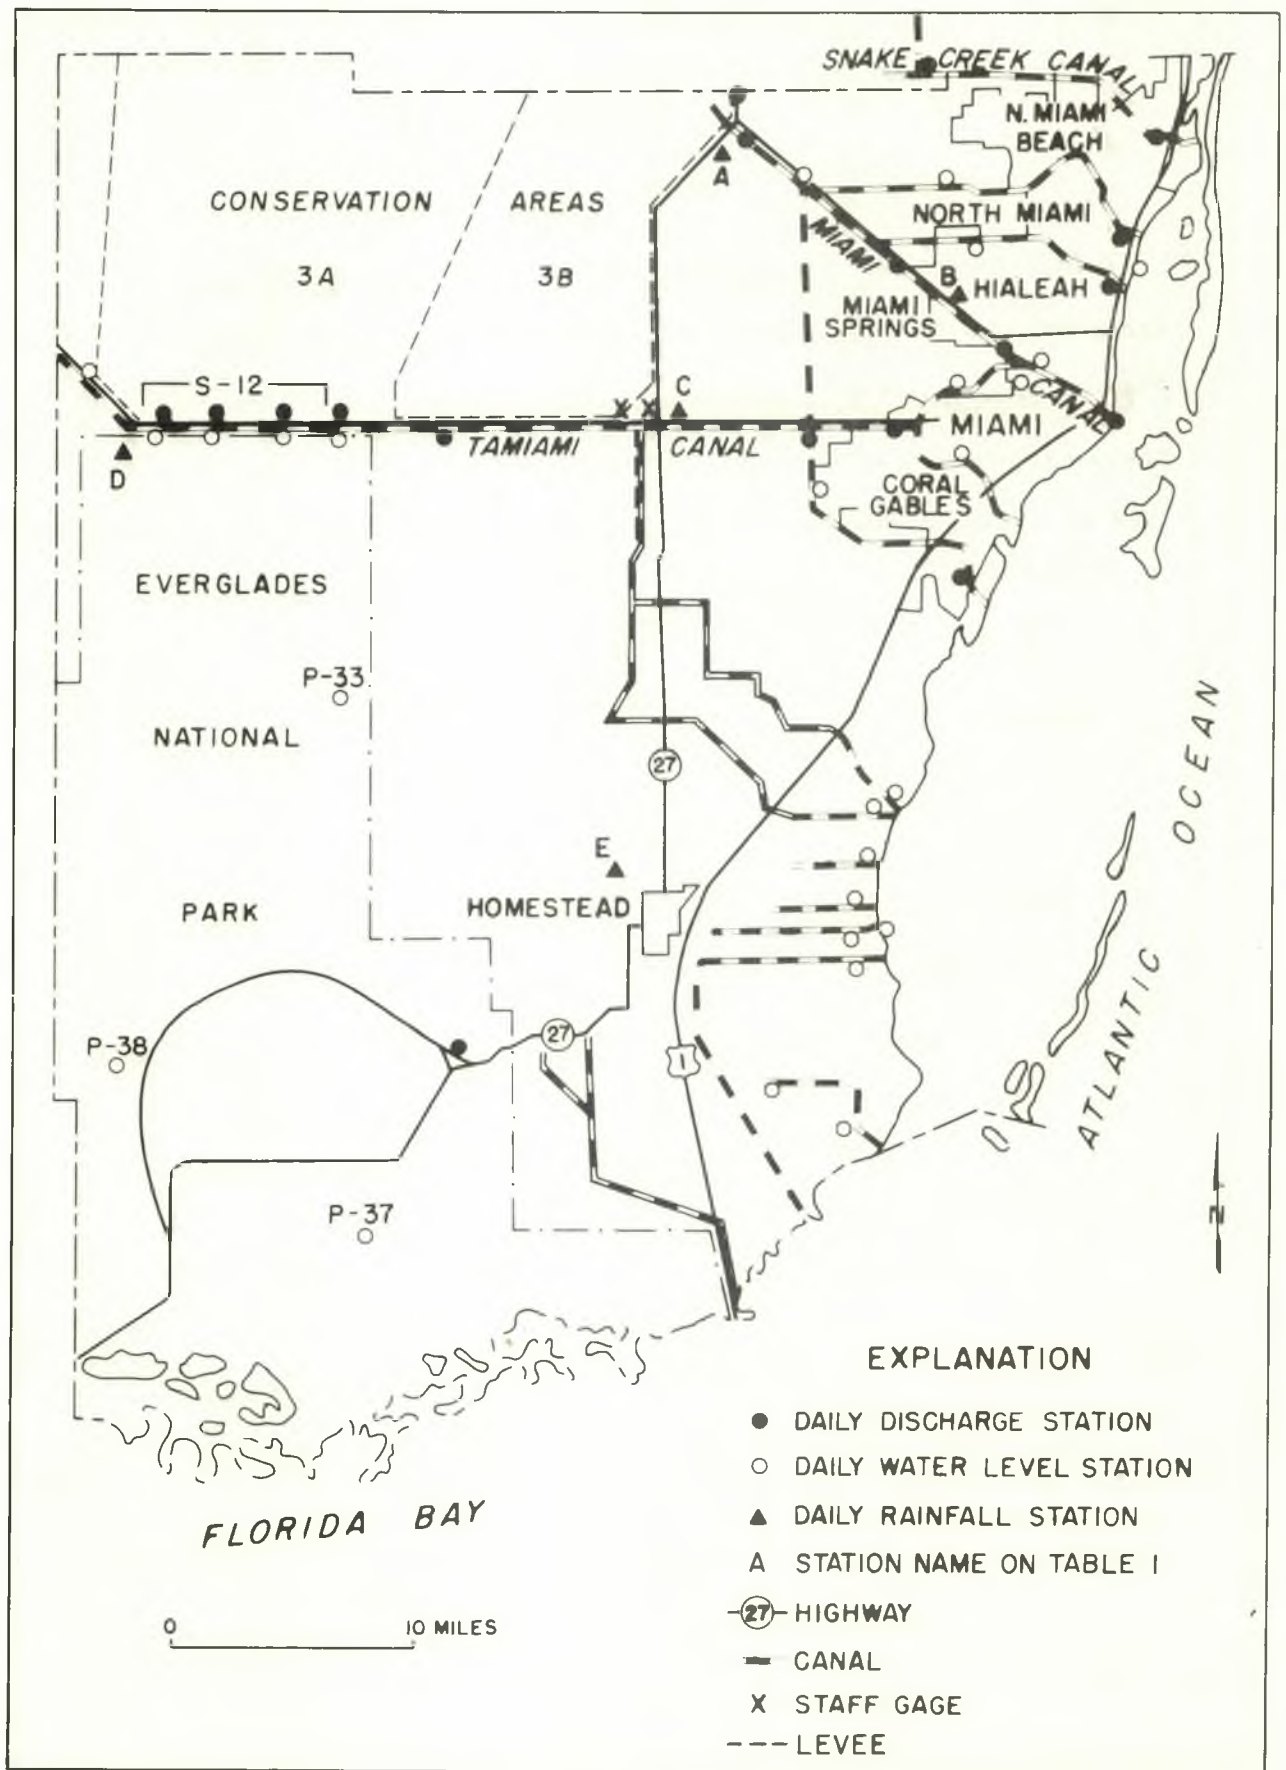 SNAKE CREEK CANAL
N. MIAMI
BEACH
A
CONSERVATION AREAS
3A 3B
NORTH MIAMI
MIAMI
B HIALEAH
MIAMI
SPRINGS
S-12
C
CANAL
MIAMI
TAMIAMI CANAL
D
CORAL
GABLES
EVERGLADES
P-33
NATIONAL
27
OCEAN
E
PARK
HOMESTEAD
ATLANTIC
27
P-38
1
P-37
N
EXPLANATION
DAILY DISCHARGE STATION
DAILY WATER LEVEL STATION
DAILY RAINFALL STATION
A STATION NAME ON TABLE 1
27 HIGHWAY
CANAL
X STAFF GAGE
LEVEE
FLORIDA BAY
0 10 MILES